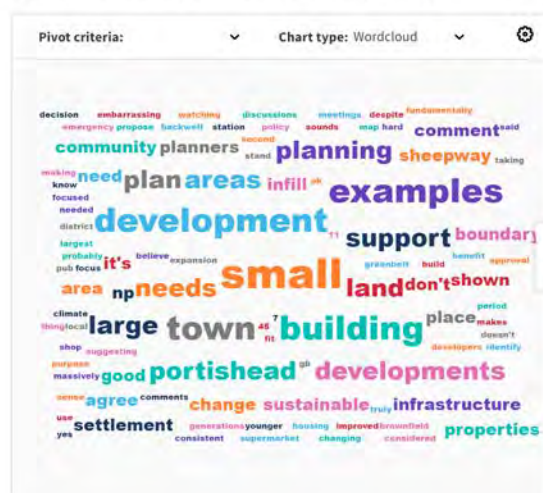 Pivot criteria: Chart type: Wordcloud
decision embarrassing watching discussions meetings despite fundamentally
emergency propose backwell station policy sounds map hard comment said
community planners second stand planning sheepway taking
making need plan areas infill examples
know
focused
needed development
district 11 support boundary
largest
probably it's believe expansion small greenbelt build benefit approval
pub focus land don't shown
area np needs
climate large town 46 7 building place period
thing local fit makes
doesn't
shop suggesting developers identify
purpose good portishead gb developments
massively
sense agree comments change sustainable truly infrastructure
use settlement generations younger housing improved brownfield properties
yes consistent supermarket changing considered